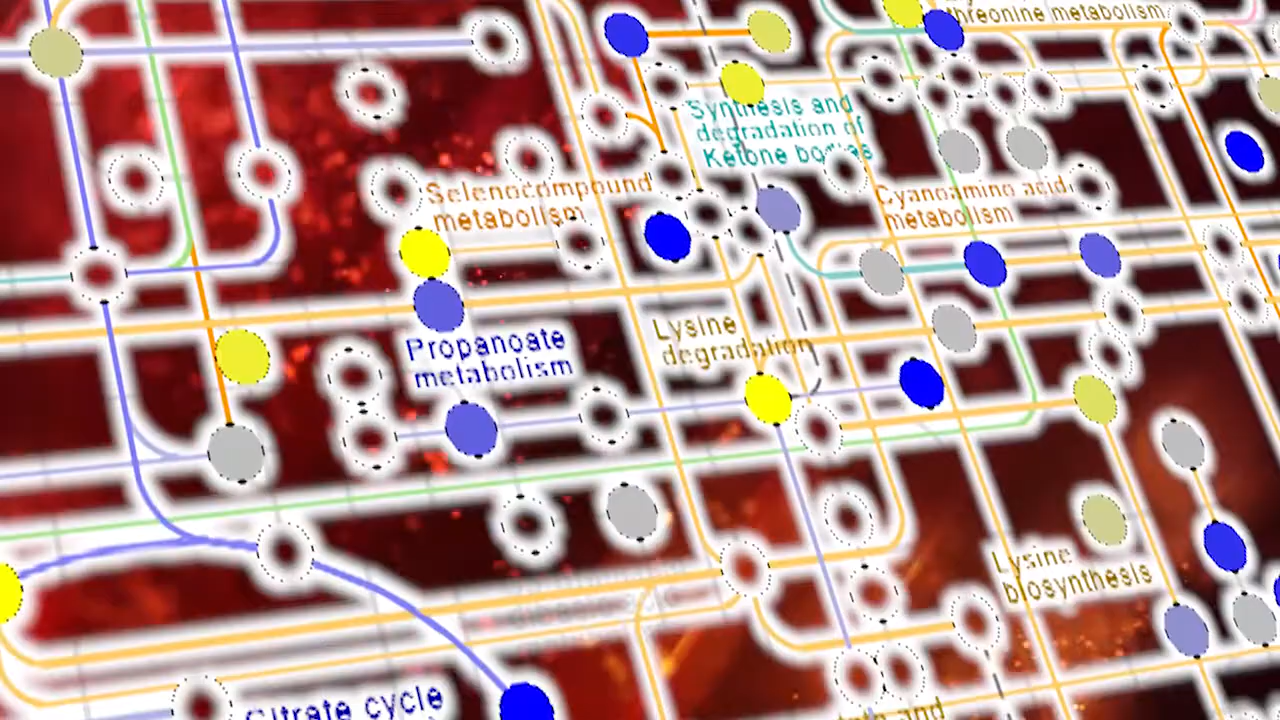 threonine metabolism
Synthesis and
degradation of
Ketone bodies
Selenocompound
metabolism
Cyanoamino acid
metabolism
Lysine
degradation
Propanoate
metabolism
Lysine
biosynthesis
Citrate cycle
and